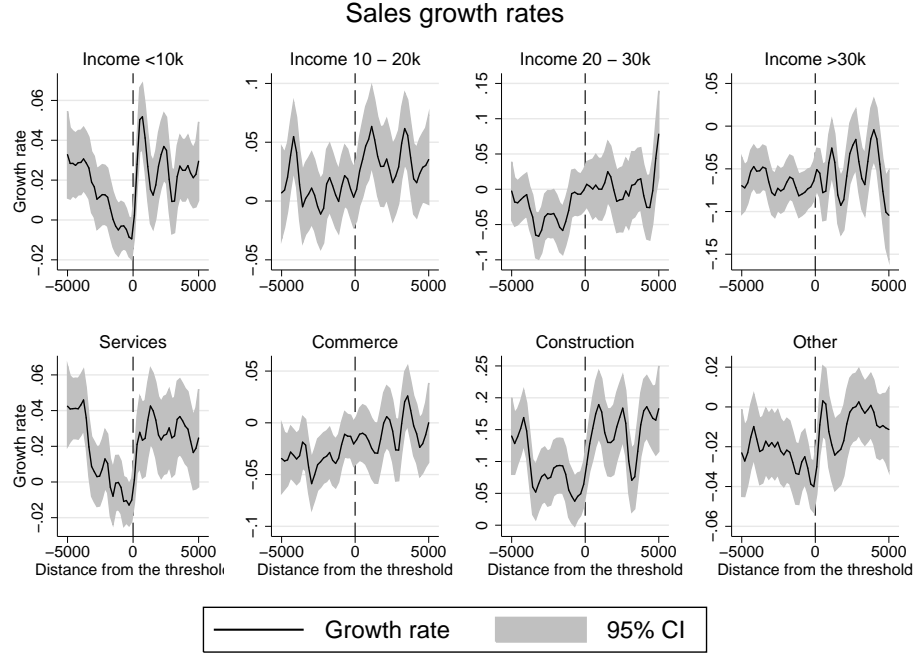 Sales growth rates
Income <10k
Income 10 − 20k
Income 20 − 30k
Income >30k
Growth rate
.06
.04
.02
0
−.02
−5000 0 5000
.1
.05
0
−.05
−5000 0 5000
.15
.1
.05
0
−.05
−.1
−5000 0 5000
.05
0
−.05
−.1
−.15
−5000 0 5000
Services
Commerce
Construction
Other
Growth rate
.06
.04
.02
0
−.02
−5000 0 5000
Distance from the threshold
.05
0
−.05
−.1
−5000 0 5000
Distance from the threshold
.25
.2
.15
.1
.05
0
−5000 0 5000
Distance from the threshold
.02
0
−.02
−.04
−.06
−5000 0 5000
Distance from the threshold
Growth rate
95% CI